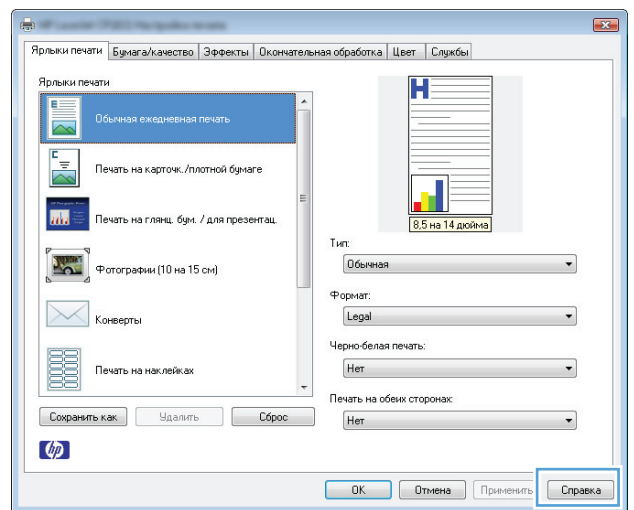 Ярлыки печати
Бумага/качество
Эффекты
Окончательная обработка
Цвет
Службы
Ярлыки печати
Обычная ежедневная печать
Печать на карточк./плотной бумаге
Печать на глянц. бум. / для презентац.
Фотографии (10 на 15 см)
Конверты
Печать на наклейках
Сохранить как
Удалить
Сброс
8,5 на 14 дюйма
Тип:
Обычная
Формат:
Legal
Черно-белая печать:
Нет
Печать на обеих сторонах:
Нет
hp
OK
Отмена
Применить
Справка